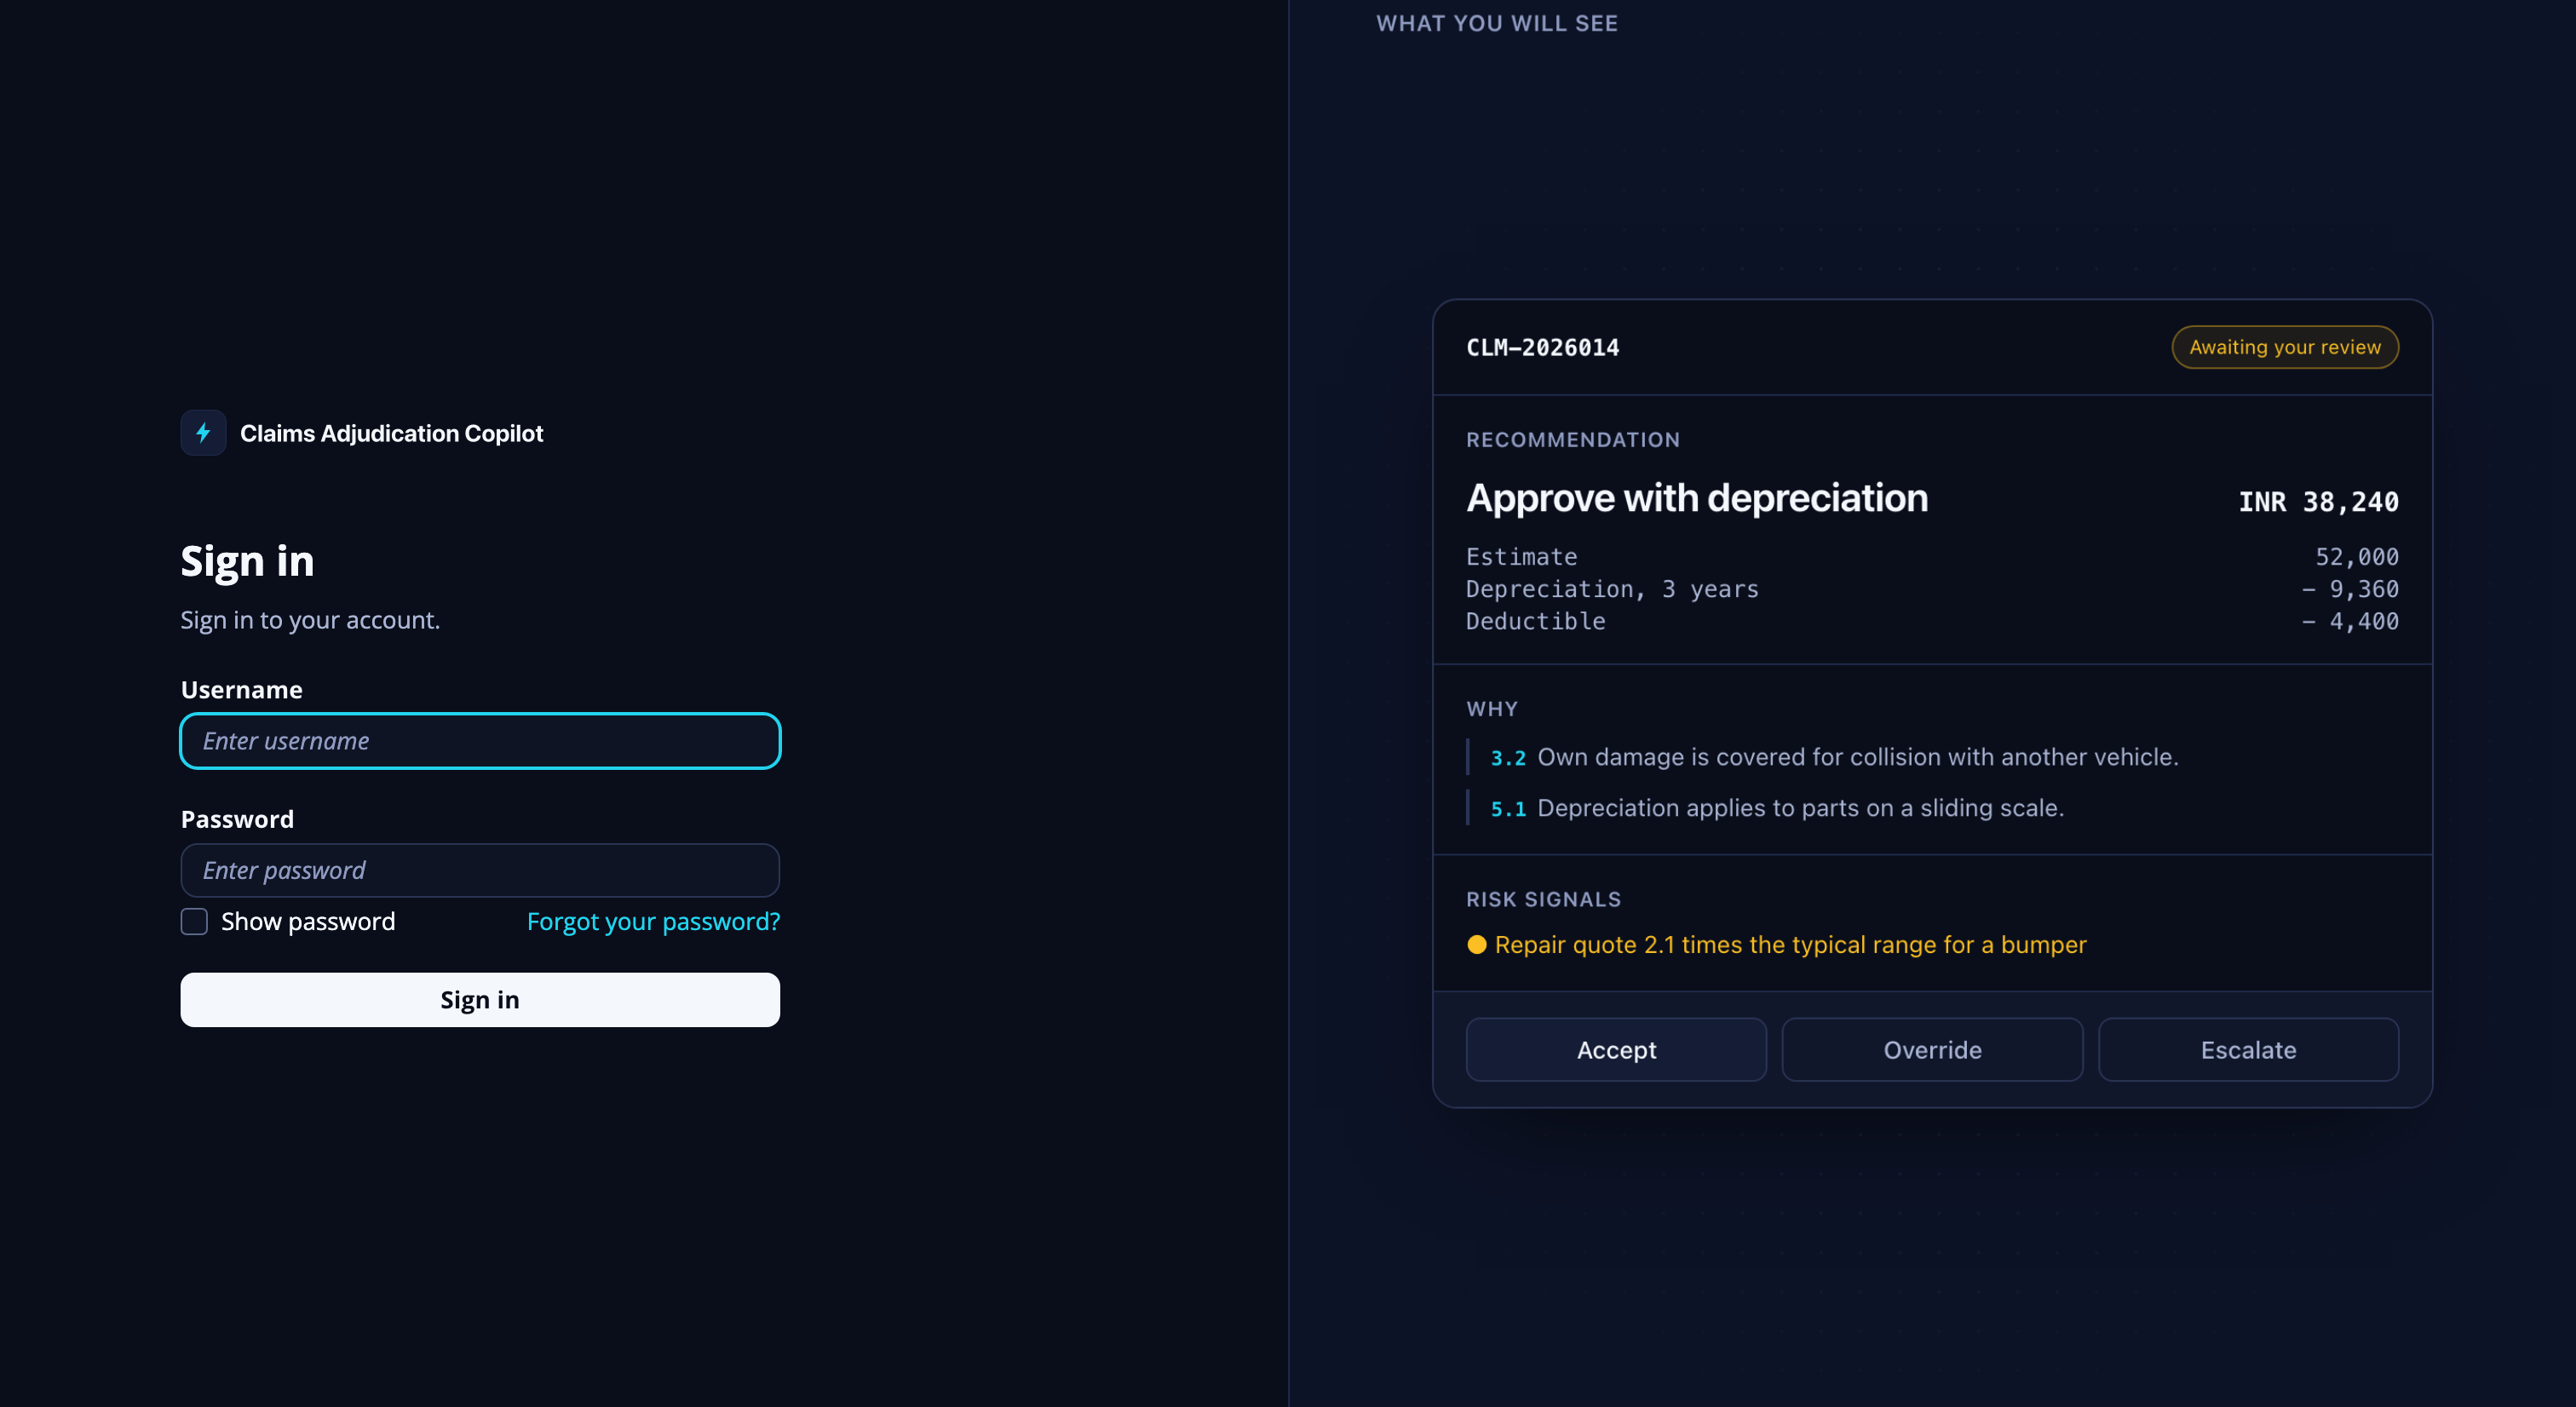 Claims Adjudication Copilot
Sign in
Sign in to your account.
Username
Enter username
Password
Enter password
Show password Forgot your password?
Sign in
WHAT YOU WILL SEE
CLM–2026014 Awaiting your review
RECOMMENDATION
Approve with depreciation INR 38,240
Estimate 52,000
Depreciation, 3 years – 9,360
Deductible – 4,400
WHY
3.2 Own damage is covered for collision with another vehicle.
5.1 Depreciation applies to parts on a sliding scale.
RISK SIGNALS
Repair quote 2.1 times the typical range for a bumper
Accept Override Escalate